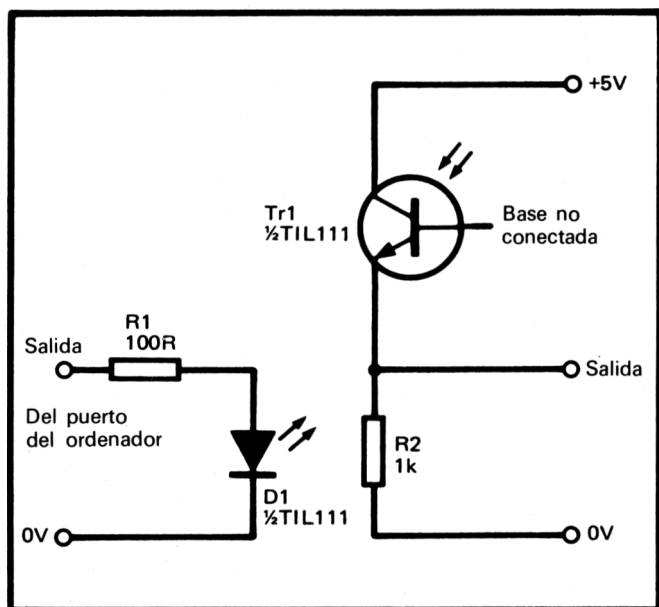 +5V
Tr1
½TIL111
Base no
conectada
R1
100R
Salida
Salida
Del puerto
del ordenador
R2
1k
D1
½TIL111
0V
0V